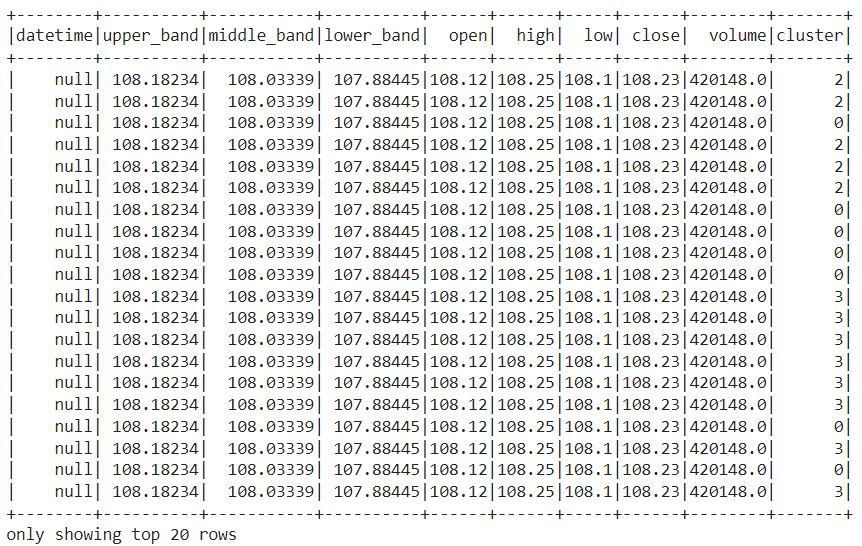 +--------+----------+-----------+----------+------+------+-----+------+--------+-------+
|datetime|upper_band|middle_band|lower_band|  open|  high|  low| close|  volume|cluster|
+--------+----------+-----------+----------+------+------+-----+------+--------+-------+
|    null| 108.18234|  108.03339| 107.88445|108.12|108.25|108.1|108.23|420148.0|      2|
|    null| 108.18234|  108.03339| 107.88445|108.12|108.25|108.1|108.23|420148.0|      2|
|    null| 108.18234|  108.03339| 107.88445|108.12|108.25|108.1|108.23|420148.0|      0|
|    null| 108.18234|  108.03339| 107.88445|108.12|108.25|108.1|108.23|420148.0|      2|
|    null| 108.18234|  108.03339| 107.88445|108.12|108.25|108.1|108.23|420148.0|      2|
|    null| 108.18234|  108.03339| 107.88445|108.12|108.25|108.1|108.23|420148.0|      2|
|    null| 108.18234|  108.03339| 107.88445|108.12|108.25|108.1|108.23|420148.0|      0|
|    null| 108.18234|  108.03339| 107.88445|108.12|108.25|108.1|108.23|420148.0|      0|
|    null| 108.18234|  108.03339| 107.88445|108.12|108.25|108.1|108.23|420148.0|      0|
|    null| 108.18234|  108.03339| 107.88445|108.12|108.25|108.1|108.23|420148.0|      0|
|    null| 108.18234|  108.03339| 107.88445|108.12|108.25|108.1|108.23|420148.0|      3|
|    null| 108.18234|  108.03339| 107.88445|108.12|108.25|108.1|108.23|420148.0|      3|
|    null| 108.18234|  108.03339| 107.88445|108.12|108.25|108.1|108.23|420148.0|      3|
|    null| 108.18234|  108.03339| 107.88445|108.12|108.25|108.1|108.23|420148.0|      3|
|    null| 108.18234|  108.03339| 107.88445|108.12|108.25|108.1|108.23|420148.0|      3|
|    null| 108.18234|  108.03339| 107.88445|108.12|108.25|108.1|108.23|420148.0|      3|
|    null| 108.18234|  108.03339| 107.88445|108.12|108.25|108.1|108.23|420148.0|      0|
|    null| 108.18234|  108.03339| 107.88445|108.12|108.25|108.1|108.23|420148.0|      3|
|    null| 108.18234|  108.03339| 107.88445|108.12|108.25|108.1|108.23|420148.0|      0|
|    null| 108.18234|  108.03339| 107.88445|108.12|108.25|108.1|108.23|420148.0|      3|
+--------+----------+-----------+----------+------+------+-----+------+--------+-------+
only showing top 20 rows